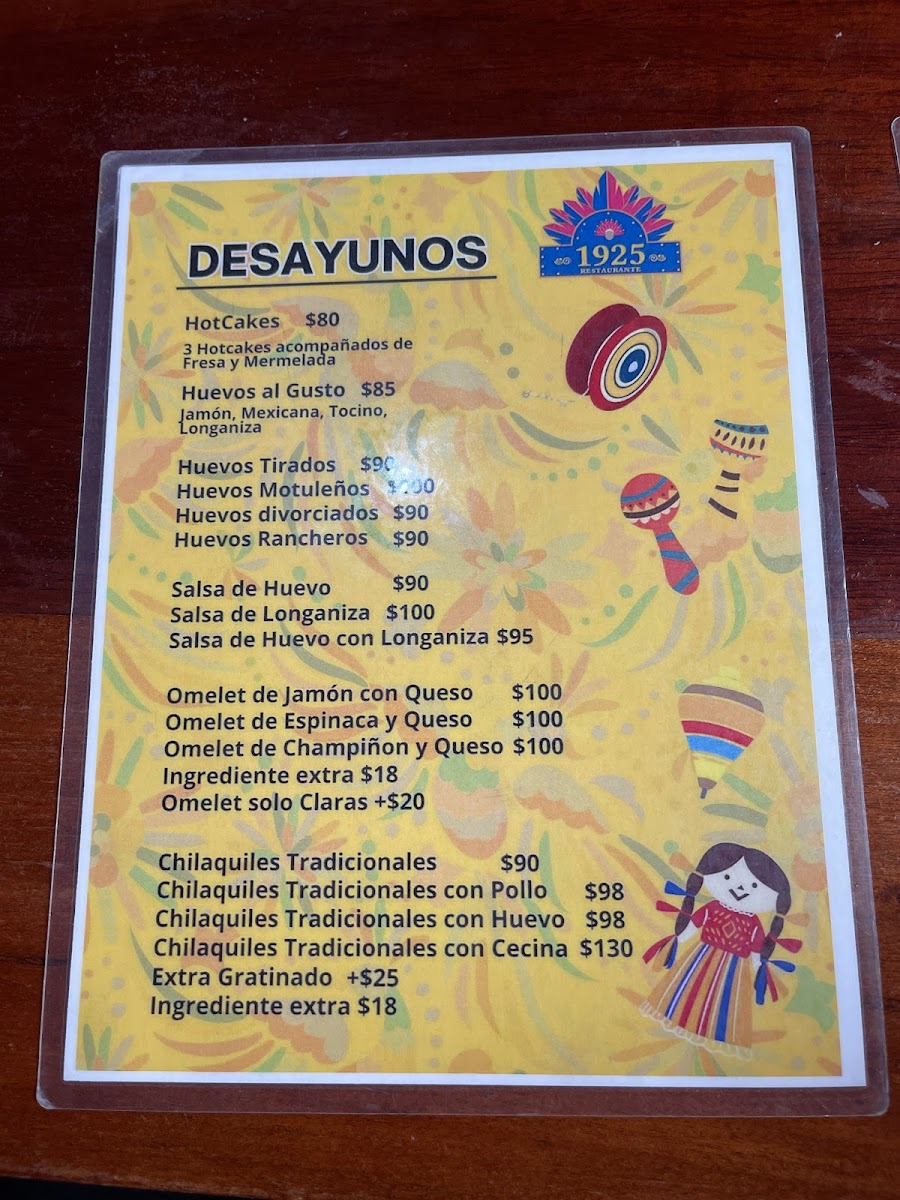 DESAYUNOS
1925
RESTAURANTE
HotCakes $80
3 Hotcakes acompañados de
Fresa y Mermelada
Huevos al Gusto $85
Jamón, Mexicana, Tocino,
Longaniza
Huevos Tirados $90
Huevos Motuleños $100
Huevos divorciados $90
Huevos Rancheros $90
Salsa de Huevo $90
Salsa de Longaniza $100
Salsa de Huevo con Longaniza $95
Omelet de Jamón con Queso $100
Omelet de Espinaca y Queso $100
Omelet de Champiñon y Queso $100
Ingrediente extra $18
Omelet solo Claras +$20
Chilaquiles Tradicionales $90
Chilaquiles Tradicionales con Pollo $98
Chilaquiles Tradicionales con Huevo $98
Chilaquiles Tradicionales con Cecina $130
Extra Gratinado +$25
Ingrediente extra $18